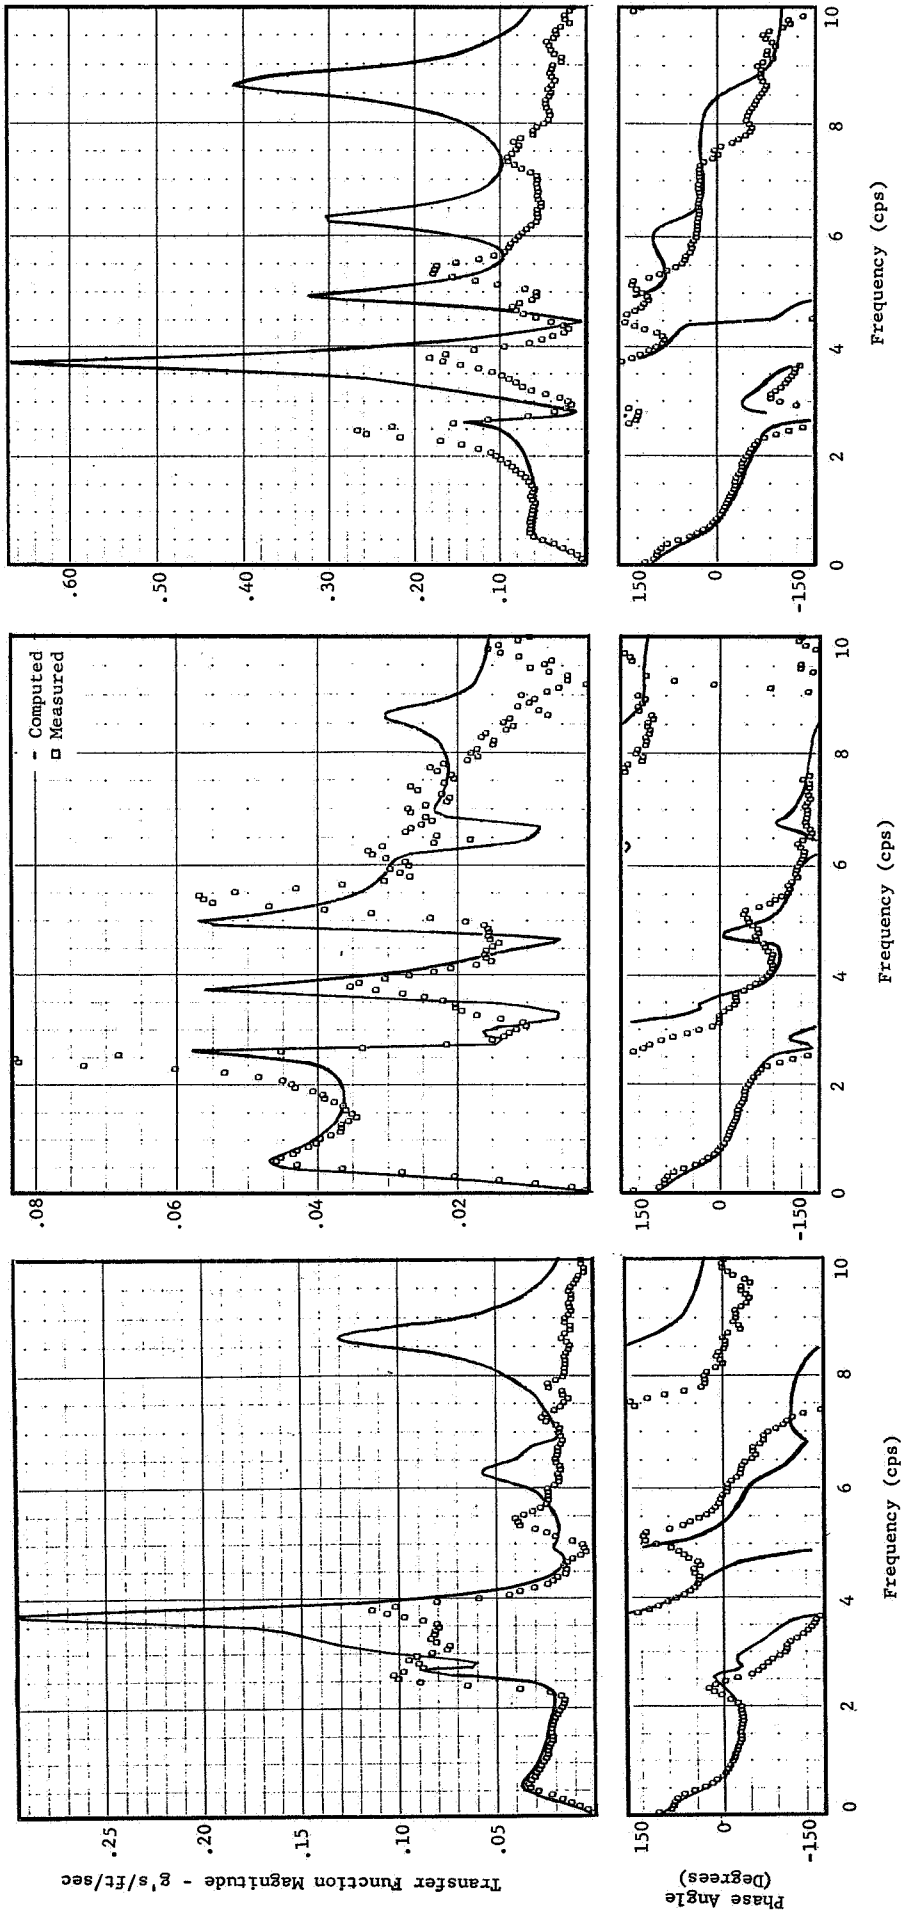 Transfer Function Magnitude - g's/ft/sec
.25
.20
.15
.10
.05
Phase Angle
(Degrees)
150
0
-150
0 2 4 6 8 10
Frequency (cps)
- Computed
□ Measured
.08
.06
.04
.02
150
0
-150
0 2 4 6 8 10
Frequency (cps)
.60
.50
.40
.30
.20
.10
150
0
-150
0 2 4 6 8 10
Frequency (cps)